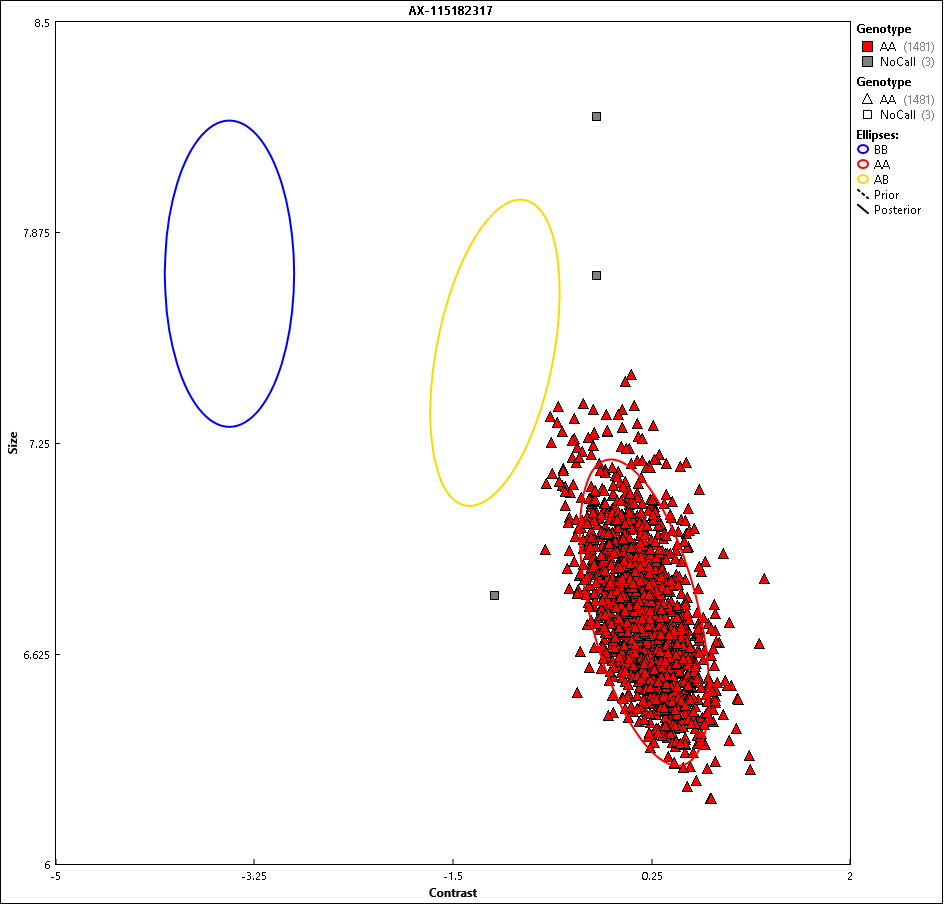 AX-115182317
8.5
7.875
7.25
6.625
6
Size
-5
-3.25
-1.5
0.25
2
Contrast
Genotype
AA (1481)
NoCall (3)
Genotype
AA (1481)
NoCall (3)
Ellipses:
BB
AA
AB
Prior
Posterior